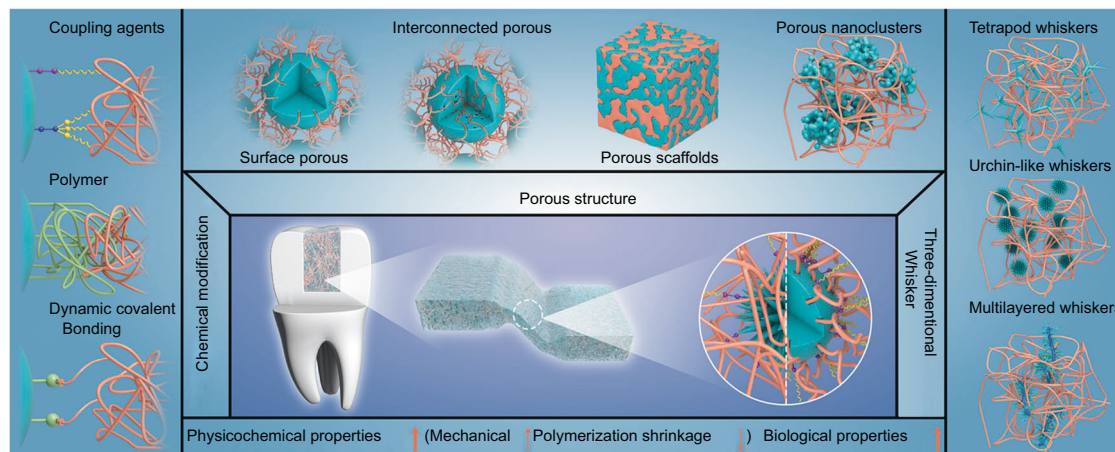 Coupling agents
Polymer
Dynamic covalent
Bonding
Interconnected porous
Porous nanoclusters
Surface porous
Porous scaffolds
Porous structure
Chemical modification
Three-dimentional
Whisker
Tetrapod whiskers
Urchin-like whiskers
Multilayered whiskers
Physicochemical properties ↑ (Mechanical ↑ Polymerization shrinkage ↓ ) Biological properties ↑